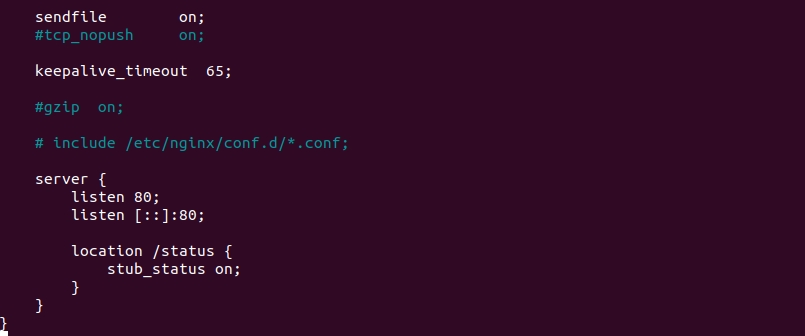 sendfile        on;
#tcp_nopush     on;
keepalive_timeout  65;
#gzip  on;
# include /etc/nginx/conf.d/*.conf;
server {
listen 80;
listen [::]:80;
location /status {
stub_status on;
}
}
}